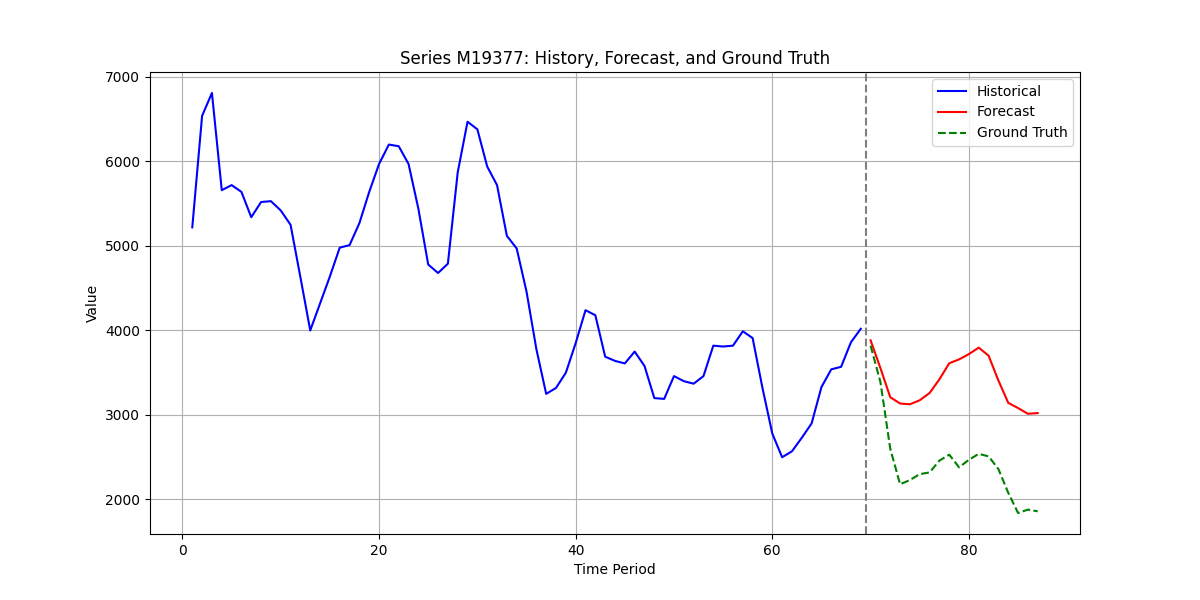 Series M19377: History, Forecast, and Ground Truth
7000
6000
5000
4000
3000
2000
Value
0
20
40
60
80
Time Period
Historical
Forecast
Ground Truth